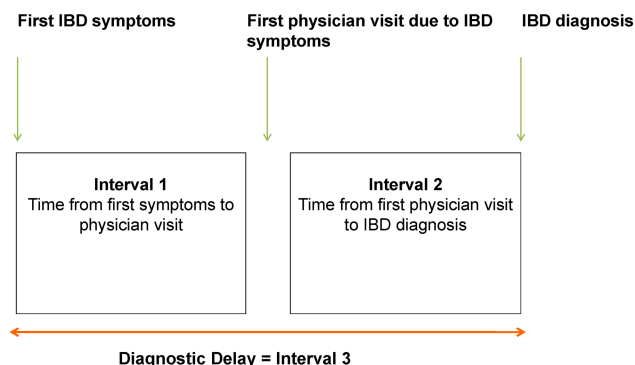 First IBD symptoms
First physician visit due to IBD
symptoms
IBD diagnosis
Interval 1
Time from first symptoms to
physician visit
Interval 2
Time from first physician visit
to IBD diagnosis
Diagnostic Delay = Interval 3